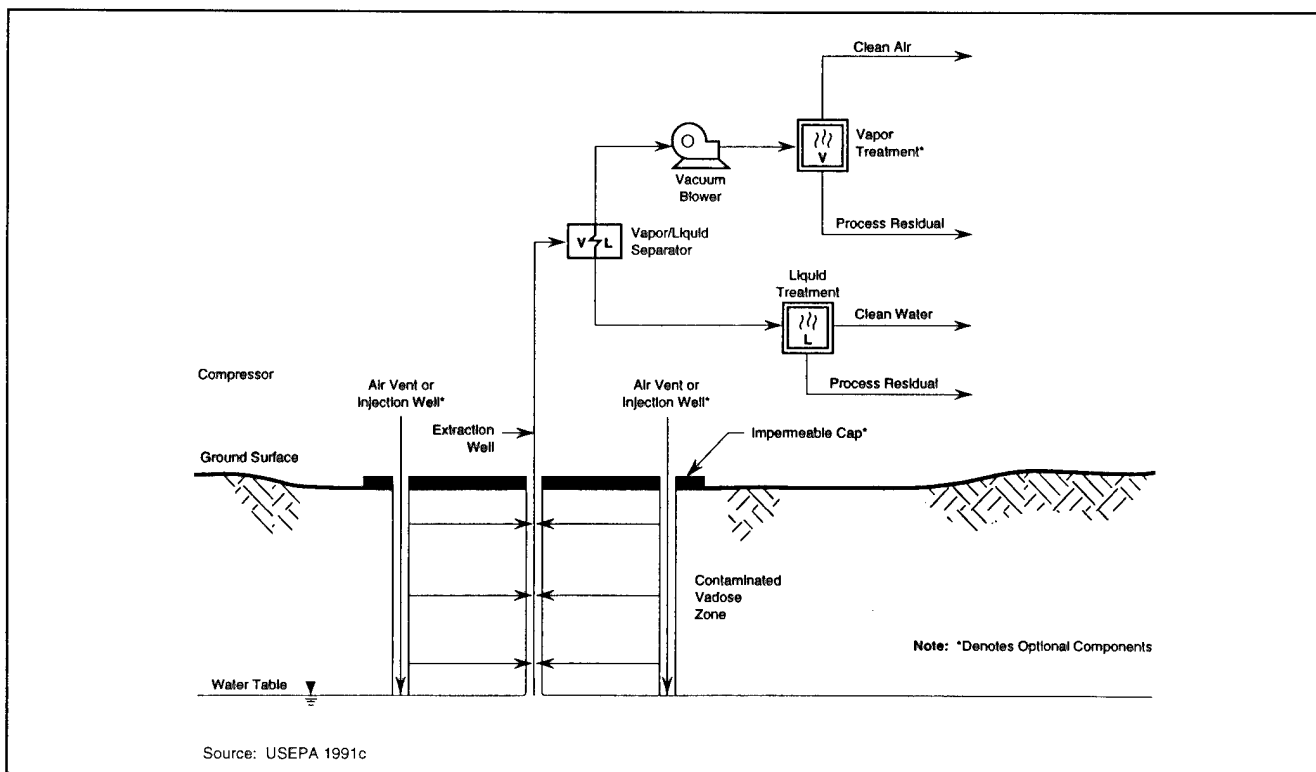 Clean Air
Vapor
Treatment*
V
Vacuum
Blower
Process Residual
V L
Vapor/Liquid
Separator
Liquid
Treatment
L
Clean Water
Process Residual
Compressor
Air Vent or
Injection Well*
Extraction
Well
Air Vent or
Injection Well*
Impermeable Cap*
Ground Surface
Contaminated
Vadose
Zone
Note: *Denotes Optional Components
Water Table
Source: USEPA 1991c